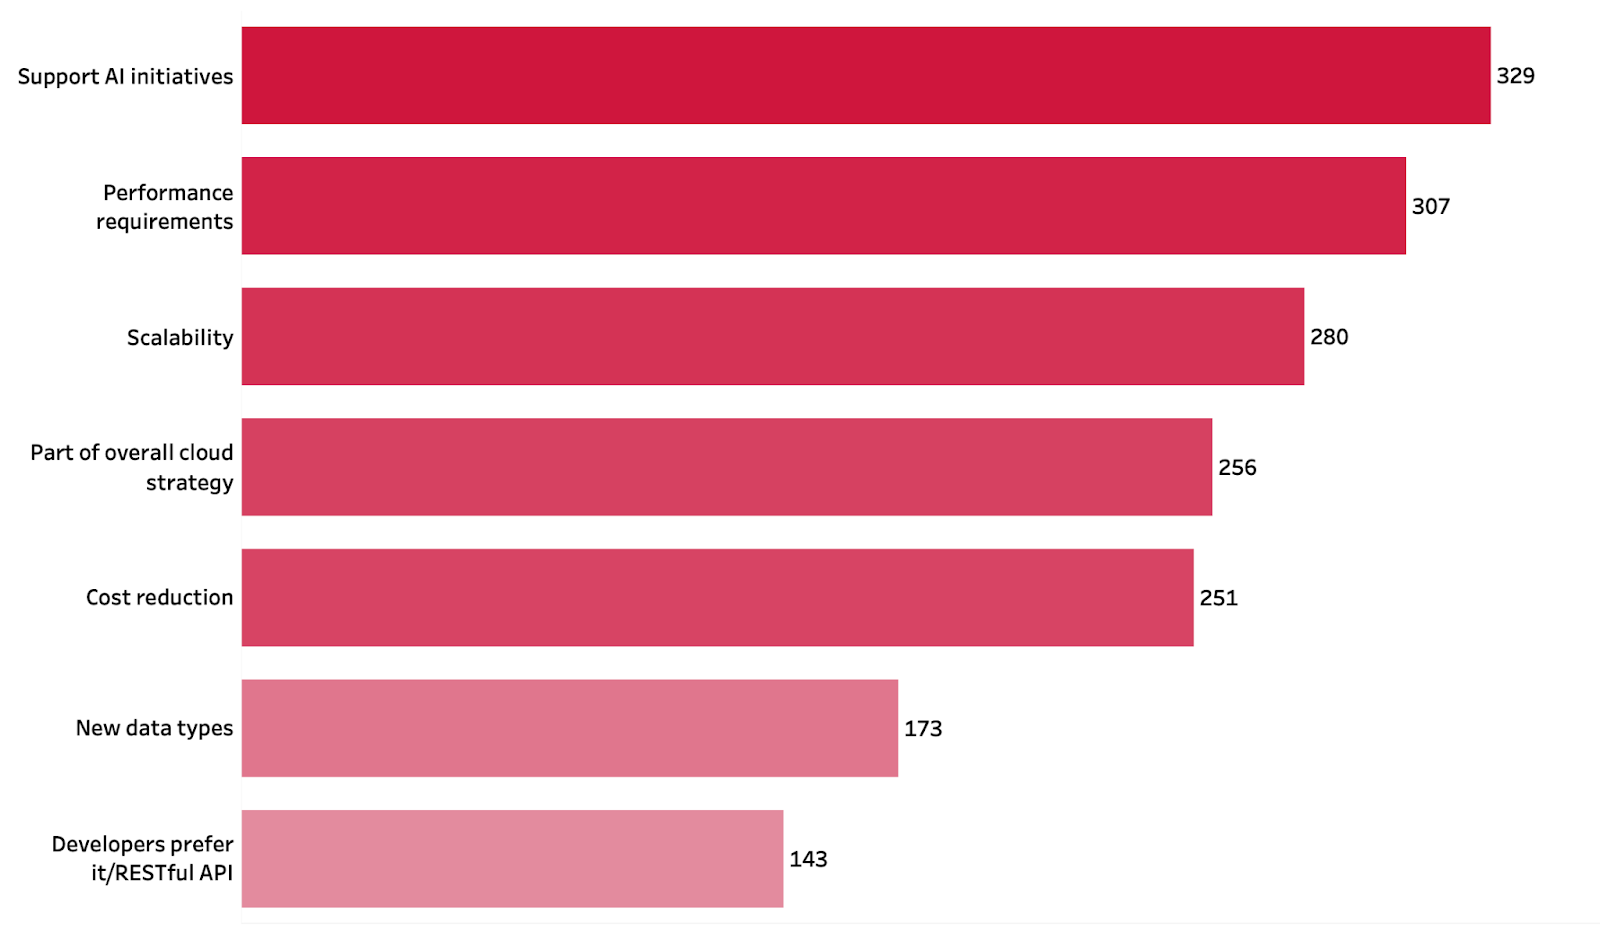 Support AI initiatives
329
Performance
requirements
307
Scalability
280
Part of overall cloud
strategy
256
Cost reduction
251
New data types
173
Developers prefer
it/RESTful API
143